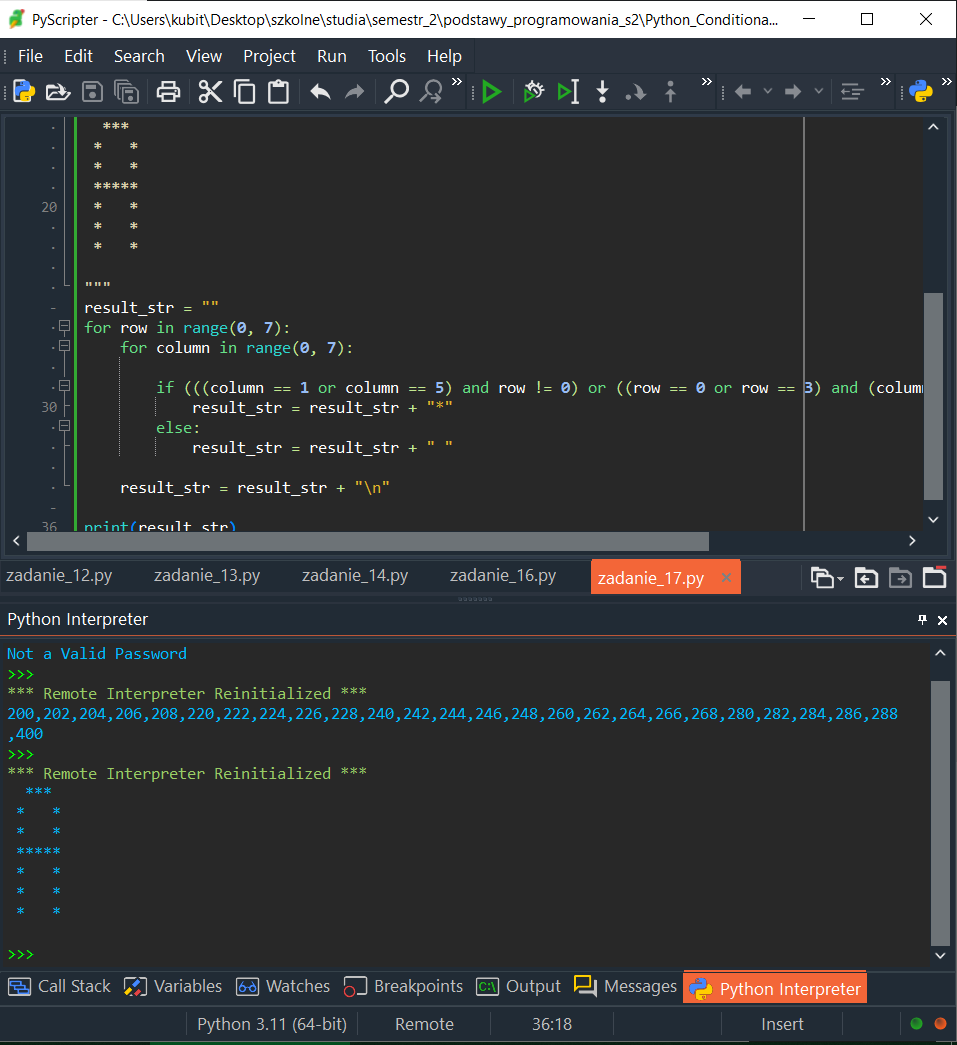 PyScripter - C:\Users\kubit\Desktop\szkolne\studia\semestr_2\podstawy_programowania_s2\Python_Conditiona...
File Edit Search View Project Run Tools Help
  ***
 *   *
 *   *
 *****
20  *   *
 *   *
 *   *
"""
result_str = ""
for row in range(0, 7):
    for column in range(0, 7):
        if (((column == 1 or column == 5) and row != 0) or ((row == 0 or row == 3) and (colum
30            result_str = result_str + "*"
        else:
            result_str = result_str + " "
    result_str = result_str + "\n"
36 print(result_str)
zadanie_12.py zadanie_13.py zadanie_14.py zadanie_16.py zadanie_17.py
Python Interpreter
Not a Valid Password
>>>
*** Remote Interpreter Reinitialized ***
200,202,204,206,208,220,222,224,226,228,240,242,244,246,248,260,262,264,266,268,280,282,284,286,288
,400
>>>
*** Remote Interpreter Reinitialized ***
  ***
 *   *
 *   *
 *****
 *   *
 *   *
 *   *
>>>
Call Stack Variables Watches Breakpoints Output Messages Python Interpreter
Python 3.11 (64-bit) Remote 36:18 Insert